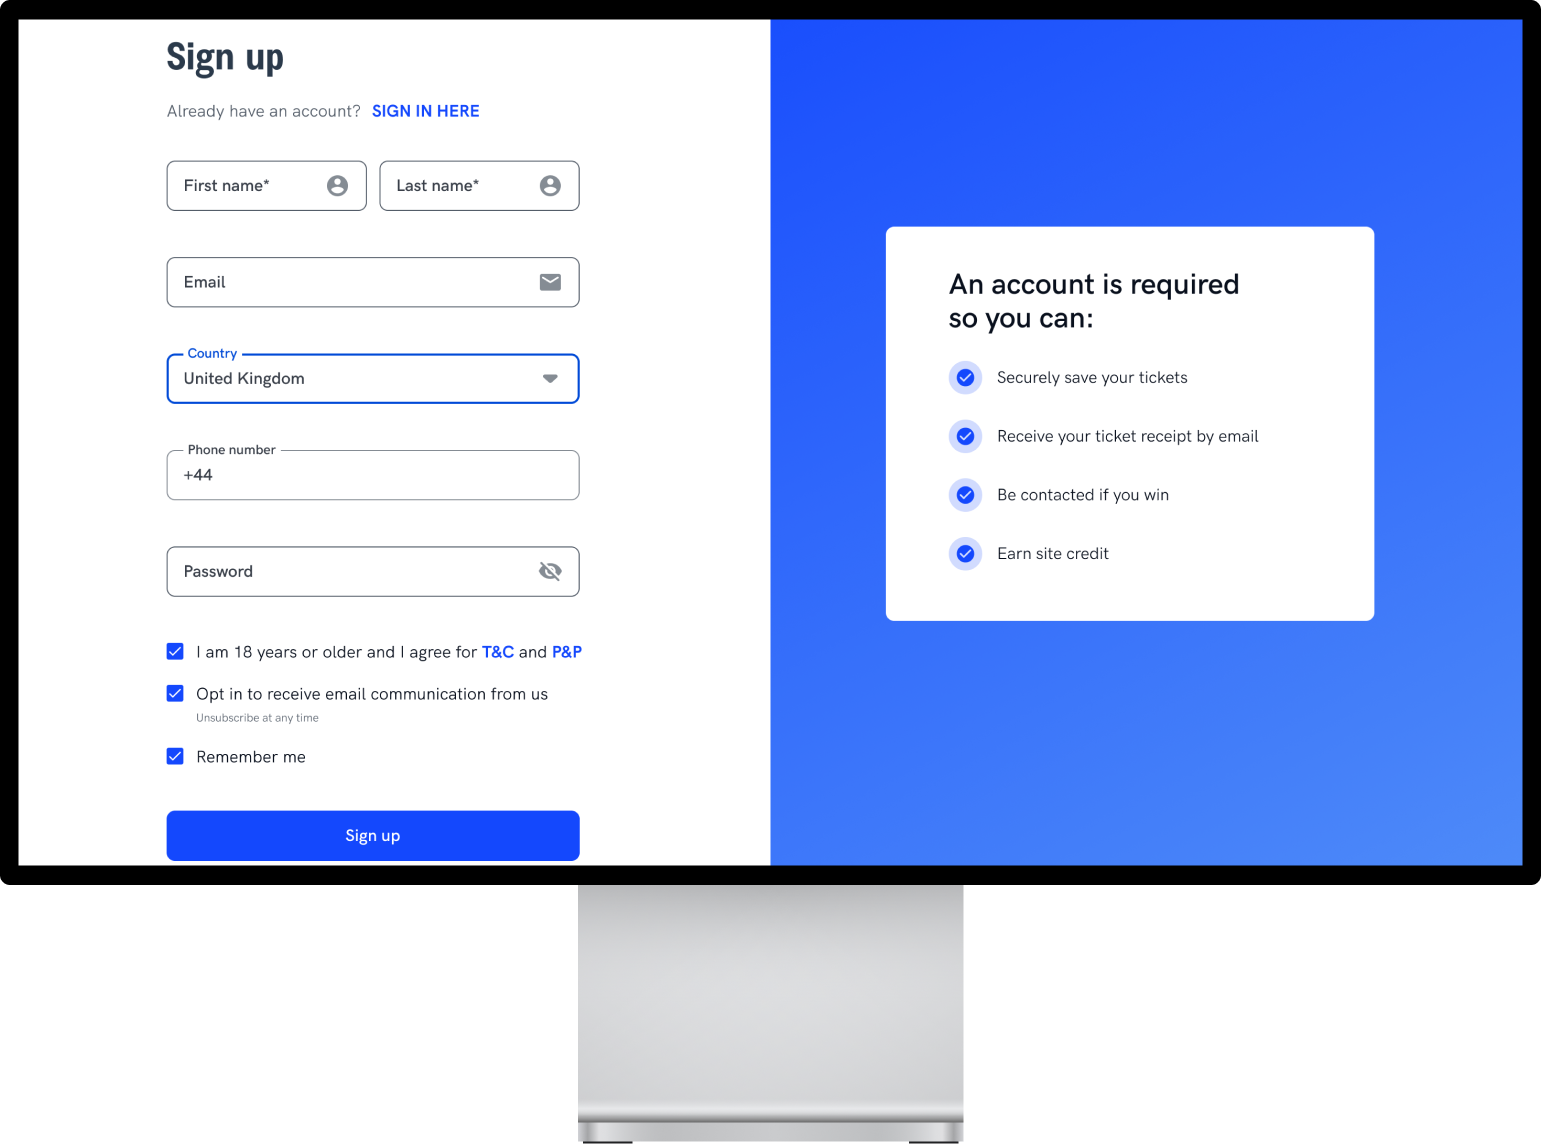 Sign up
Already have an account? SIGN IN HERE
First name* Last name*
Email
Country
United Kingdom
Phone number
+44
Password
I am 18 years or older and I agree for T&C and P&P
Opt in to receive email communication from us
Unsubscribe at any time
Remember me
Sign up
An account is required
so you can:
Securely save your tickets
Receive your ticket receipt by email
Be contacted if you win
Earn site credit